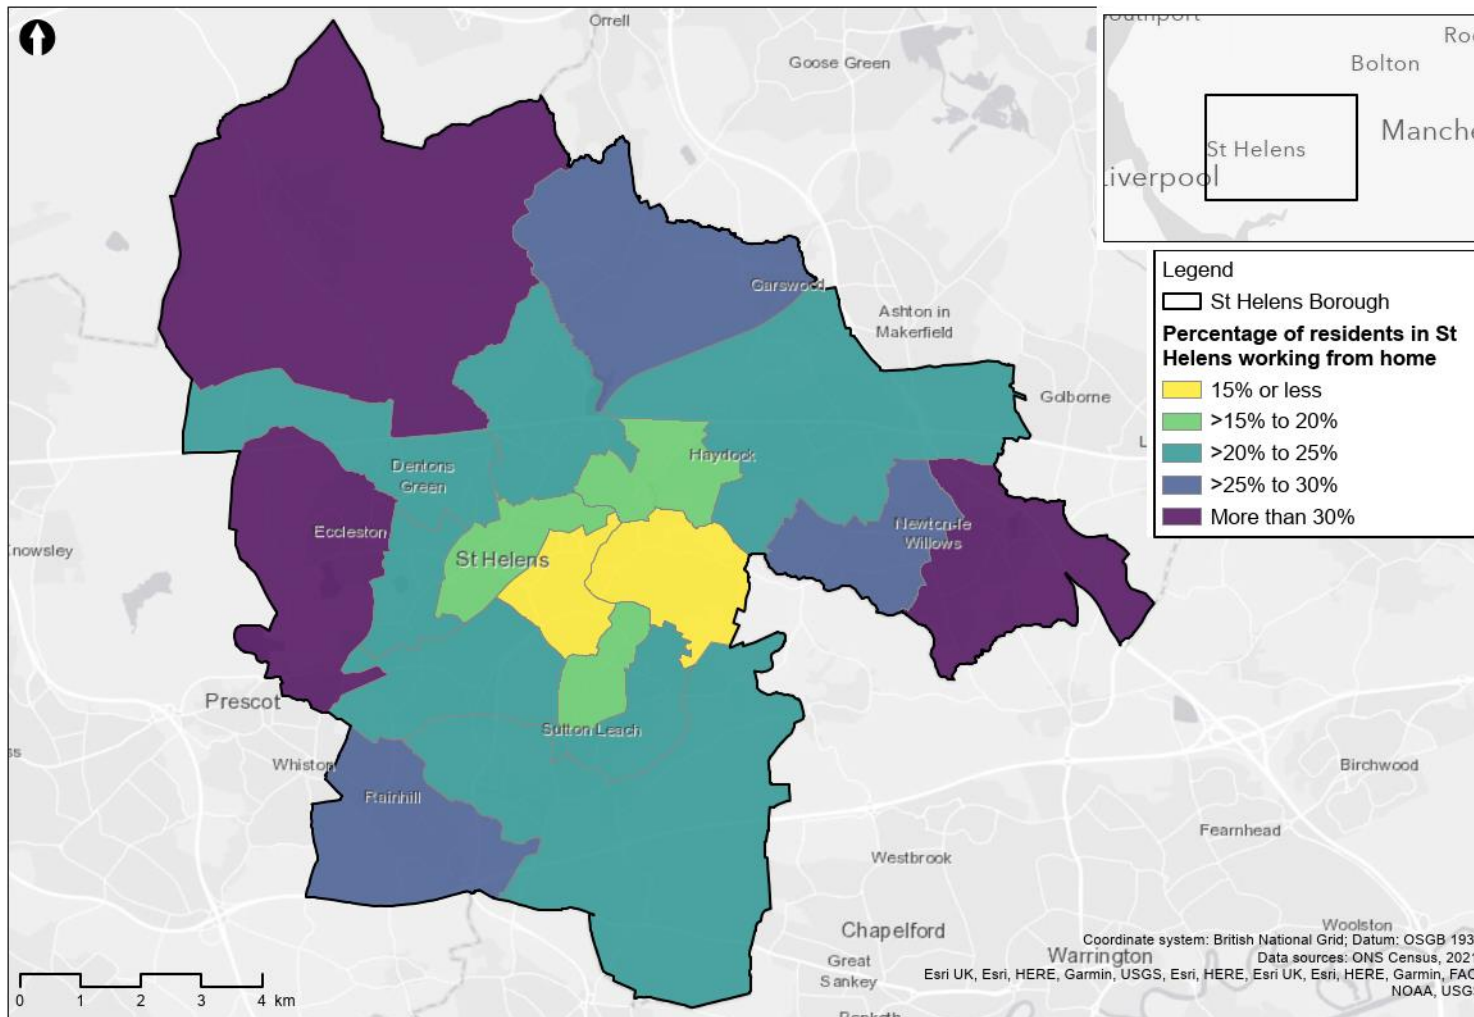 Orrell
Goose Green
Garswood
Ashton in
Makerfield
Golborne
Haydock
Dentons
Green
Eccleston
St Helens
Newton-le
Willows
Knowsley
Prescot
Sutton Leach
Whiston
Rainhill
Birchwood
Fearnhead
Westbrook
Chapelford
Woolston
Great
Sankey
Warrington
0 1 2 3 4 km
Bolton
St Helens
Liverpool
Legend
St Helens Borough
Percentage of residents in St
Helens working from home
15% or less
>15% to 20%
>20% to 25%
>25% to 30%
More than 30%
Coordinate system: British National Grid; Datum: OSGB 193
Data sources: ONS Census, 2021
Esri UK, Esri, HERE, Garmin, USGS, Esri, HERE, Esri UK, Esri, HERE, Garmin, FAO
NOAA, USGS